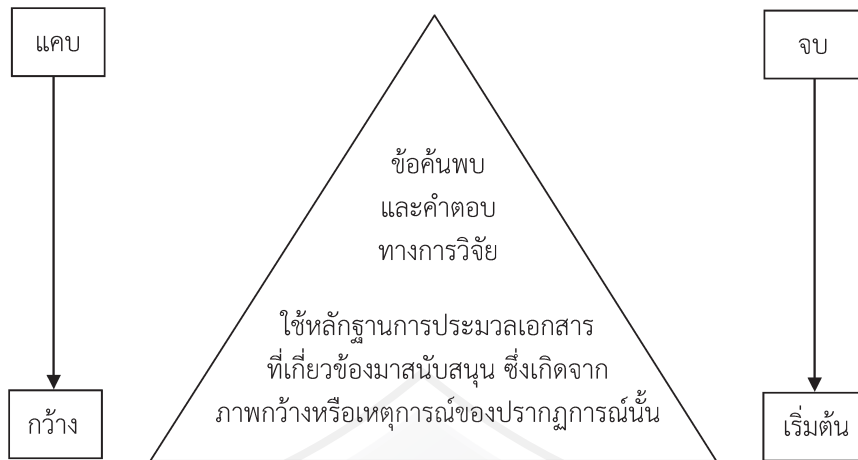 แคบ
จบ
ข้อค้นพบ
และคำตอบ
ทางการวิจัย
ใช้หลักฐานการประมวลเอกสาร
ที่เกี่ยวข้องมาสนับสนุน ซึ่งเกิดจาก
ภาพกว้างหรือเหตุการณ์ของปรากฏการณ์นั้น
กว้าง
เริ่มต้น